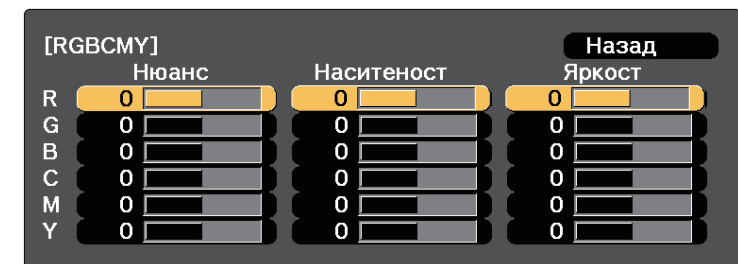 [RGBCMY] Назад
Нюанс Наситеност Яркост
R 0 0 0
G 0 0 0
B 0 0 0
C 0 0 0
M 0 0 0
Y 0 0 0